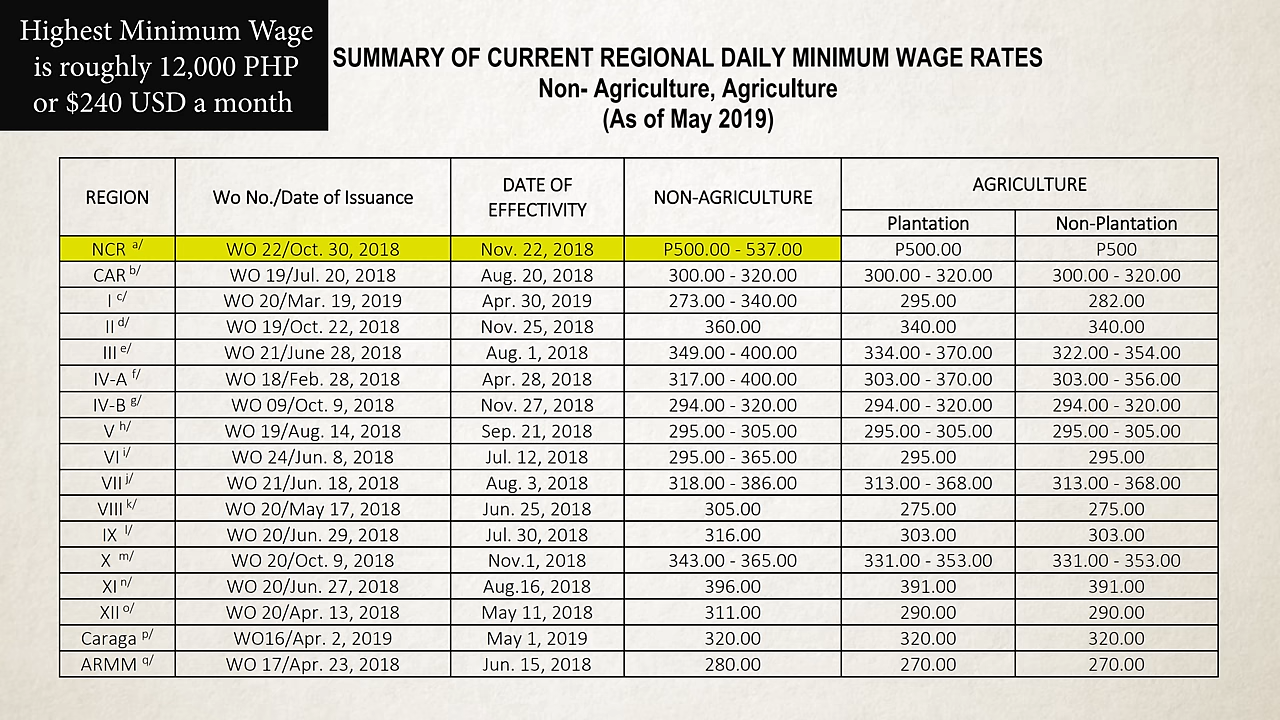 Highest Minimum Wage
is roughly 12,000 PHP
or $240 USD a month
SUMMARY OF CURRENT REGIONAL DAILY MINIMUM WAGE RATES
Non- Agriculture, Agriculture
(As of May 2019)
REGION Wo No./Date of Issuance DATE OF EFFECTIVITY NON-AGRICULTURE AGRICULTURE
Plantation Non-Plantation
NCR a/ WO 22/Oct. 30, 2018 Nov. 22, 2018 P500.00 - 537.00 P500.00 P500
CAR b/ WO 19/Jul. 20, 2018 Aug. 20, 2018 300.00 - 320.00 300.00 - 320.00 300.00 - 320.00
I c/ WO 20/Mar. 19, 2019 Apr. 30, 2019 273.00 - 340.00 295.00 282.00
II d/ WO 19/Oct. 22, 2018 Nov. 25, 2018 360.00 340.00 340.00
III e/ WO 21/June 28, 2018 Aug. 1, 2018 349.00 - 400.00 334.00 - 370.00 322.00 - 354.00
IV-A f/ WO 18/Feb. 28, 2018 Apr. 28, 2018 317.00 - 400.00 303.00 - 370.00 303.00 - 356.00
IV-B g/ WO 09/Oct. 9, 2018 Nov. 27, 2018 294.00 - 320.00 294.00 - 320.00 294.00 - 320.00
V h/ WO 19/Aug. 14, 2018 Sep. 21, 2018 295.00 - 305.00 295.00 - 305.00 295.00 - 305.00
VI i/ WO 24/Jun. 8, 2018 Jul. 12, 2018 295.00 - 365.00 295.00 295.00
VII j/ WO 21/Jun. 18, 2018 Aug. 3, 2018 318.00 - 386.00 313.00 - 368.00 313.00 - 368.00
VIII k/ WO 20/May 17, 2018 Jun. 25, 2018 305.00 275.00 275.00
IX l/ WO 20/Jun. 29, 2018 Jul. 30, 2018 316.00 303.00 303.00
X m/ WO 20/Oct. 9, 2018 Nov.1, 2018 343.00 - 365.00 331.00 - 353.00 331.00 - 353.00
XI n/ WO 20/Jun. 27, 2018 Aug.16, 2018 396.00 391.00 391.00
XII o/ WO 20/Apr. 13, 2018 May 11, 2018 311.00 290.00 290.00
Caraga p/ WO16/Apr. 2, 2019 May 1, 2019 320.00 320.00 320.00
ARMM q/ WO 17/Apr. 23, 2018 Jun. 15, 2018 280.00 270.00 270.00